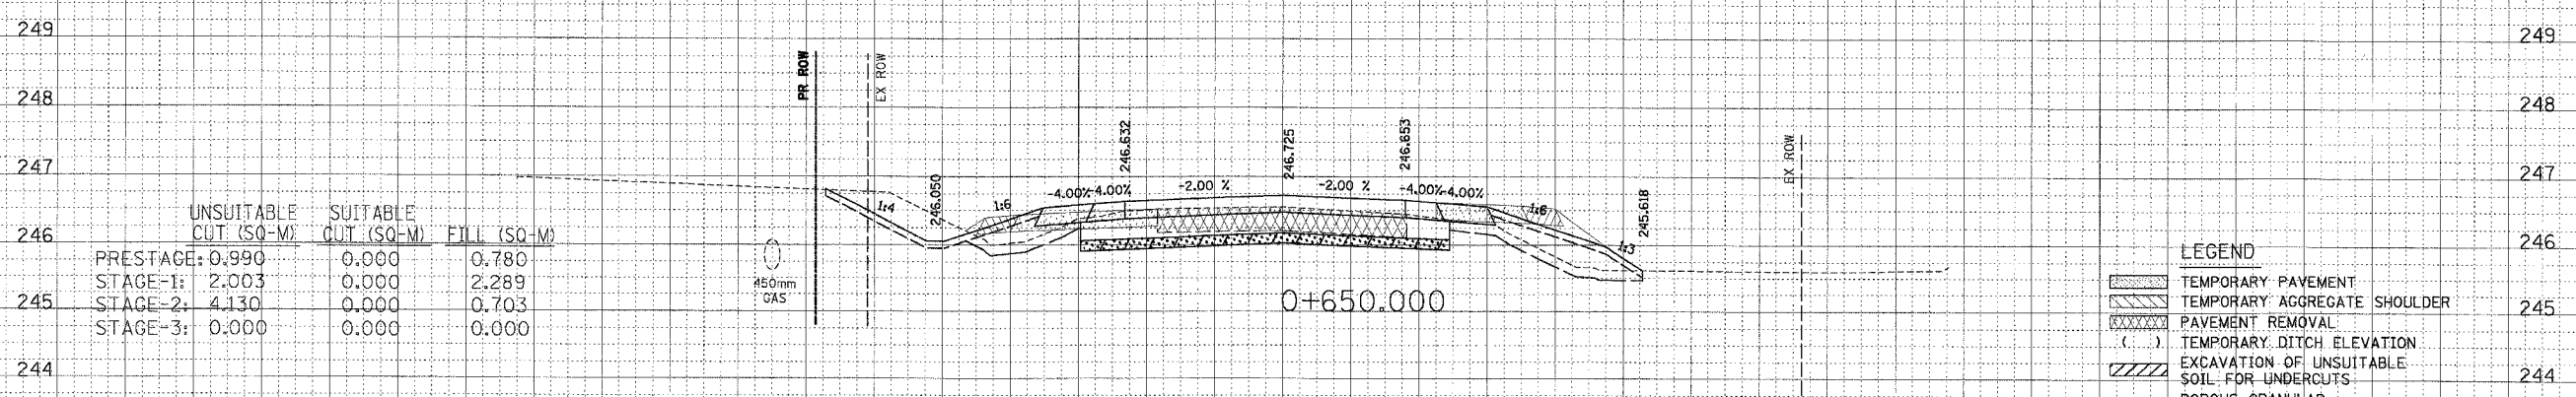 249
249
PR ROW
EX ROW
248
248
246.632
246.725
246.653
EX ROW
247
247
246.050
-4.00%
-4.00%
-2.00 %
-2.00 %
-4.00%
-4.00%
1:4
1:6
1:6
1:3
245.618
UNSUITABLE SUITABLE
CUT (SQ-M) CUT (SQ-M) FILL (SQ-M)
246
246
PRESTAGE: 0.990 0.000 0.780
STAGE-1: 2.003 0.000 2.289
STAGE-2: 4.130 0.000 0.703
STAGE-3: 0.000 0.000 0.000
450mm
GAS
0+650.000
245
245
244
244
LEGEND
TEMPORARY PAVEMENT
TEMPORARY AGGREGATE SHOULDER
PAVEMENT REMOVAL
( ) TEMPORARY DITCH ELEVATION
EXCAVATION OF UNSUITABLE
SOIL FOR UNDERCUTS
POROUS GRANULAR